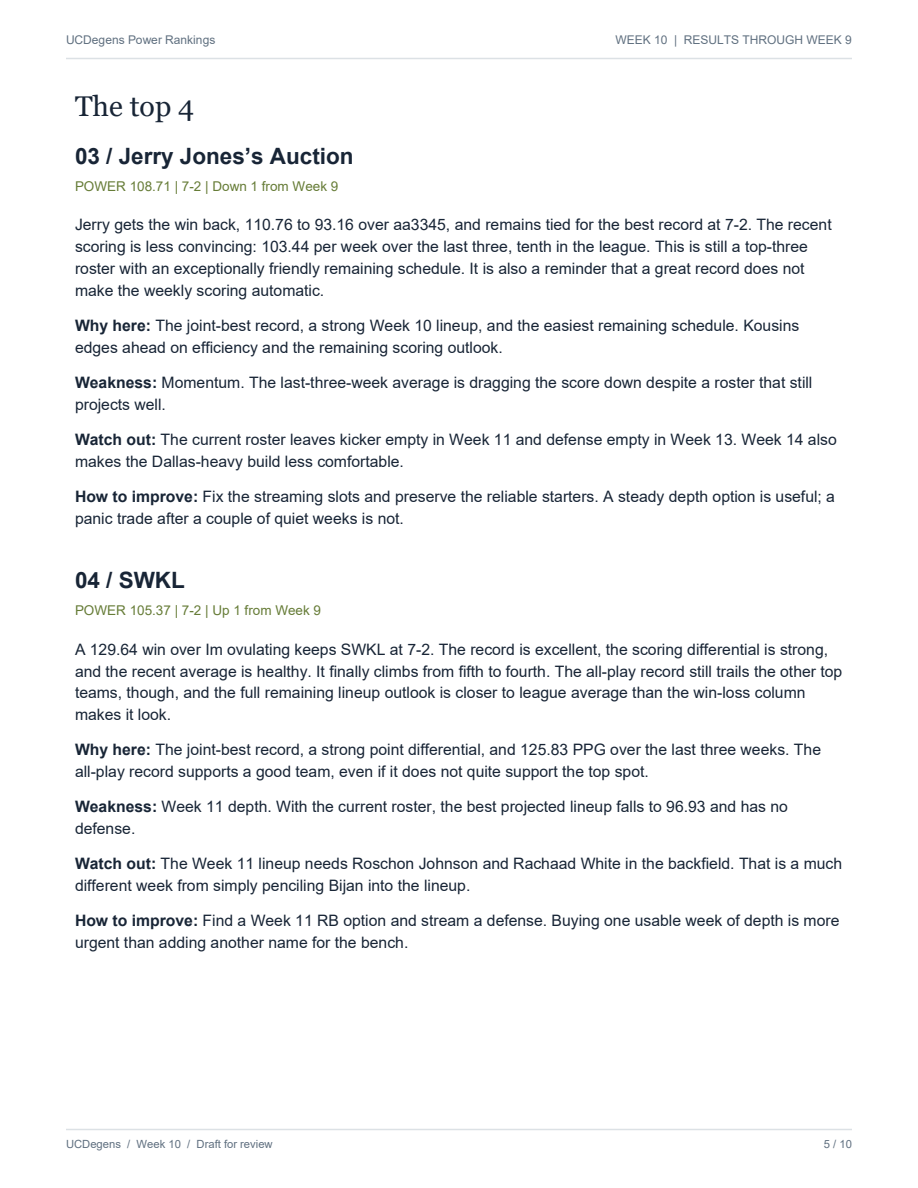 UCDegens Power Rankings
WEEK 10 | RESULTS THROUGH WEEK 9
The top 4
03 / Jerry Jones’s Auction
POWER 108.71 | 7-2 | Down 1 from Week 9
Jerry gets the win back, 110.76 to 93.16 over aa3345, and remains tied for the best record at 7-2. The recent
scoring is less convincing: 103.44 per week over the last three, tenth in the league. This is still a top-three
roster with an exceptionally friendly remaining schedule. It is also a reminder that a great record does not
make the weekly scoring automatic.
Why here: The joint-best record, a strong Week 10 lineup, and the easiest remaining schedule. Kousins
edges ahead on efficiency and the remaining scoring outlook.
Weakness: Momentum. The last-three-week average is dragging the score down despite a roster that still
projects well.
Watch out: The current roster leaves kicker empty in Week 11 and defense empty in Week 13. Week 14 also
makes the Dallas-heavy build less comfortable.
How to improve: Fix the streaming slots and preserve the reliable starters. A steady depth option is useful; a
panic trade after a couple of quiet weeks is not.
04 / SWKL
POWER 105.37 | 7-2 | Up 1 from Week 9
A 129.64 win over Im ovulating keeps SWKL at 7-2. The record is excellent, the scoring differential is strong,
and the recent average is healthy. It finally climbs from fifth to fourth. The all-play record still trails the other top
teams, though, and the full remaining lineup outlook is closer to league average than the win-loss column
makes it look.
Why here: The joint-best record, a strong point differential, and 125.83 PPG over the last three weeks. The
all-play record supports a good team, even if it does not quite support the top spot.
Weakness: Week 11 depth. With the current roster, the best projected lineup falls to 96.93 and has no
defense.
Watch out: The Week 11 lineup needs Roschon Johnson and Rachaad White in the backfield. That is a much
different week from simply penciling Bijan into the lineup.
How to improve: Find a Week 11 RB option and stream a defense. Buying one usable week of depth is more
urgent than adding another name for the bench.
UCDegens / Week 10 / Draft for review
5 / 10